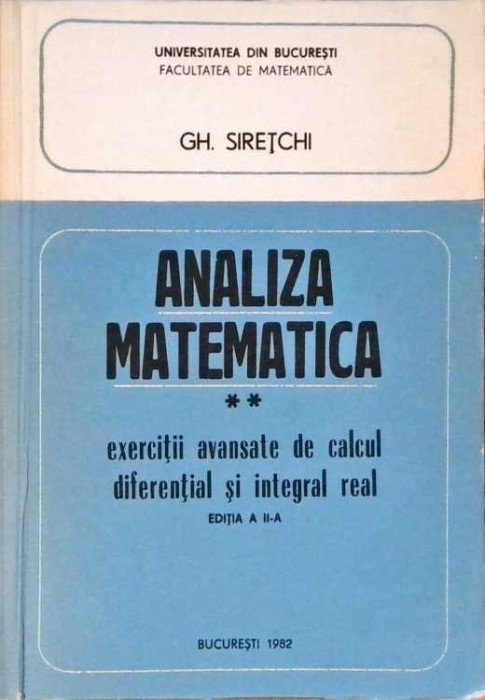 UNIVERSITATEA DIN BUCUREŞTI
FACULTATEA DE MATEMATICĂ
GH. SIREŢCHI
ANALIZA
MATEMATICA
**
exerciţii avansate de calcul
diferenţial şi integral real
EDIŢIA A II-A
BUCUREŞTI 1982